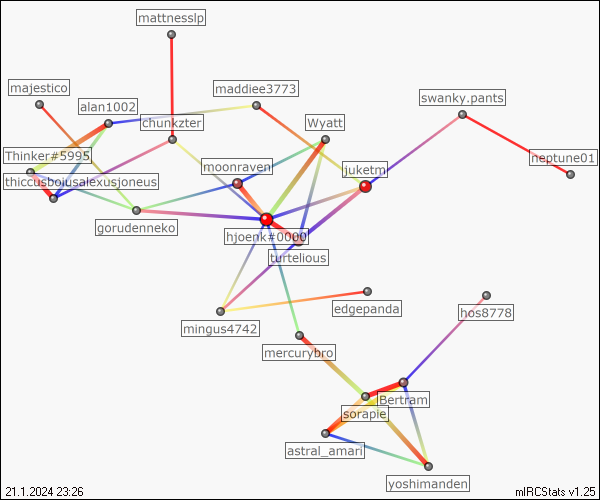 mattnesslp
majestico
alan1002
maddiee3773
swanky.pants
chunkzter
Wyatt
Thinker#5995
moonraven
juketm
neptune01
thiccusbojusalexusjoneus
gorudenneko
hjoenk#0000
turtelious
edgepanda
mingus4742
hos8778
mercurybro
Bertram
sorapie
astral_amari
yoshimanden
21.1.2024 23:26
mIRCStats v1.25